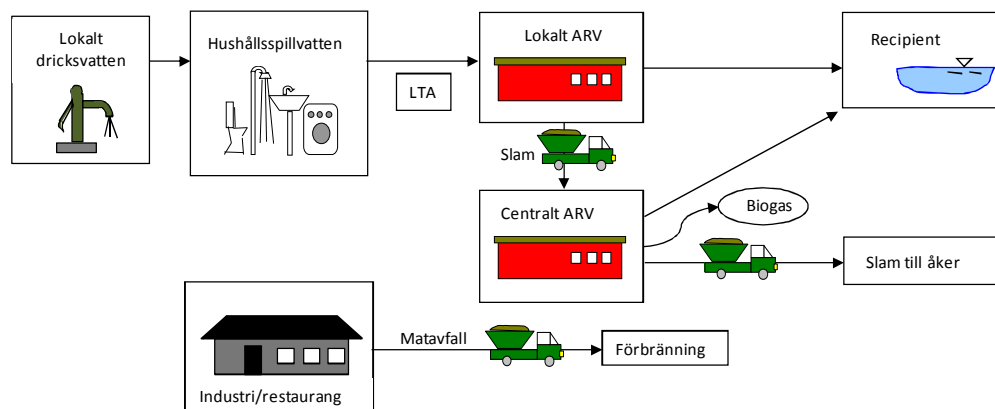 Lokalt
dricksvatten
Hushållsspillvatten
LTA
Lokalt ARV
Recipient
Slam
Centralt ARV
Biogas
Slam till åker
Matavfall
Förbränning
Industri/restaurang